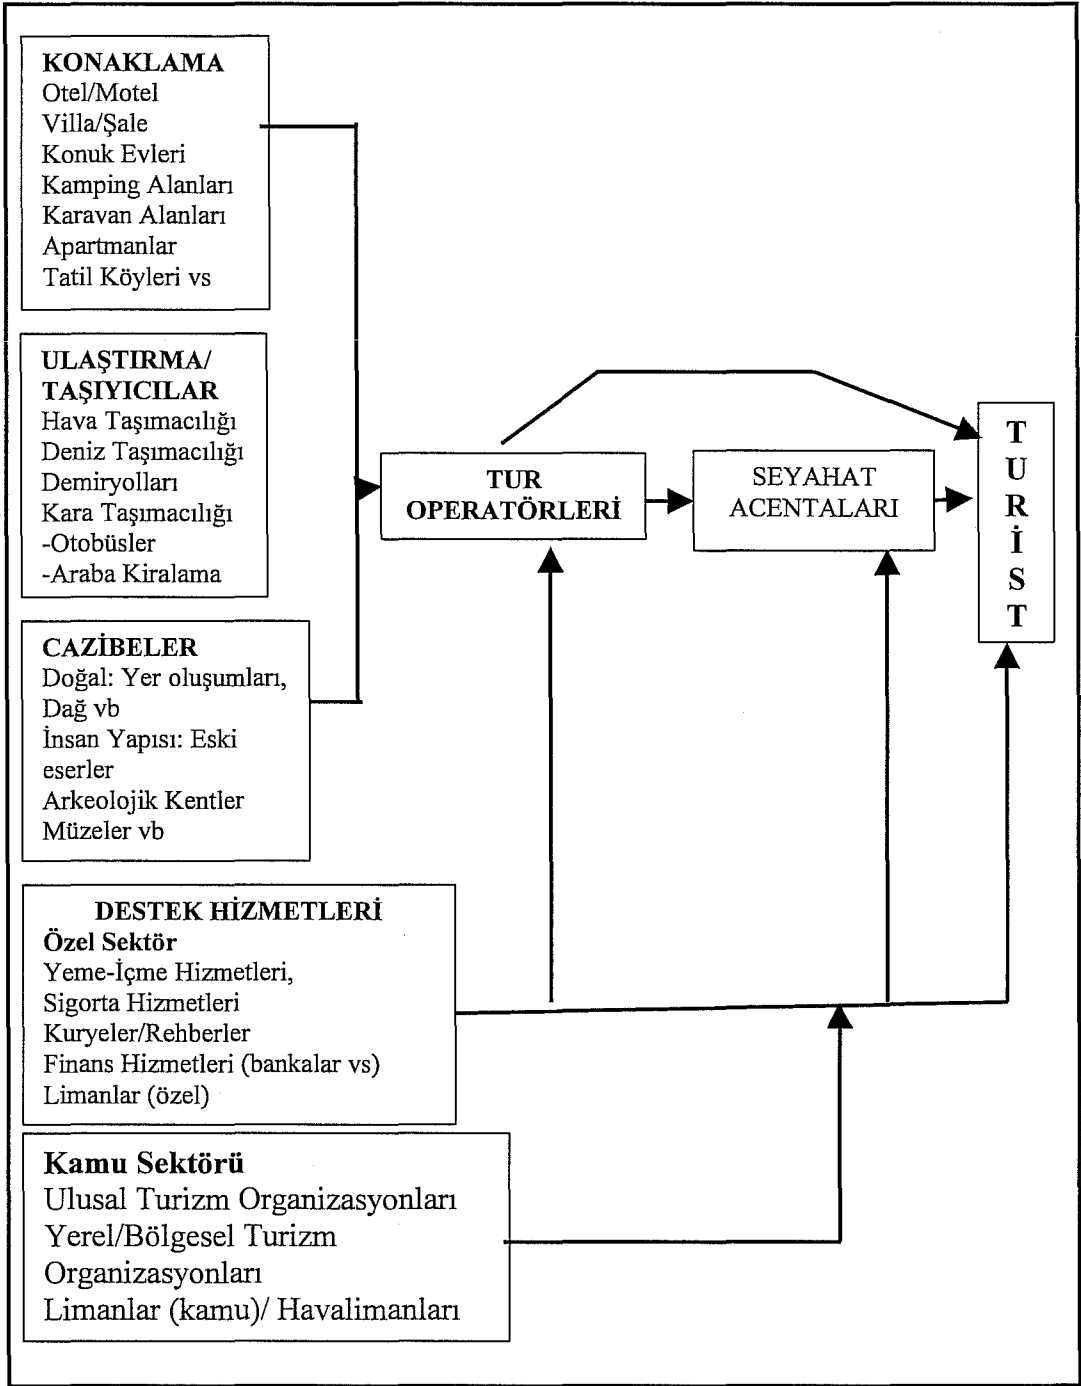 KONAKLAMA
Otel/Motel
Villa/Şale
Konuk Evleri
Kamping Alanları
Karavan Alanları
Apartmanlar
Tatil Köyleri vs
ULAŞTIRMA/
TAŞIYICILAR
Hava Taşımacılığı
Deniz Taşımacılığı
Demiryolları
Kara Taşımacılığı
-Otobüsler
-Araba Kiralama
CAZİBELER
Doğal: Yer oluşumları,
Dağ vb
İnsan Yapısı: Eski
eserler
Arkeolojik Kentler
Müzeler vb
DESTEK HİZMETLERİ
Özel Sektör
Yeme-İçme Hizmetleri,
Sigorta Hizmetleri
Kuryeler/Rehberler
Finans Hizmetleri (bankalar vs)
Limanlar (özel)
Kamu Sektörü
Ulusal Turizm Organizasyonları
Yerel/Bölgesel Turizm
Organizasyonları
Limanlar (kamu)/ Havalimanları
TUR
OPERATÖRLERİ
SEYAHAT
ACENTALARI
T
U
R
İ
S
T